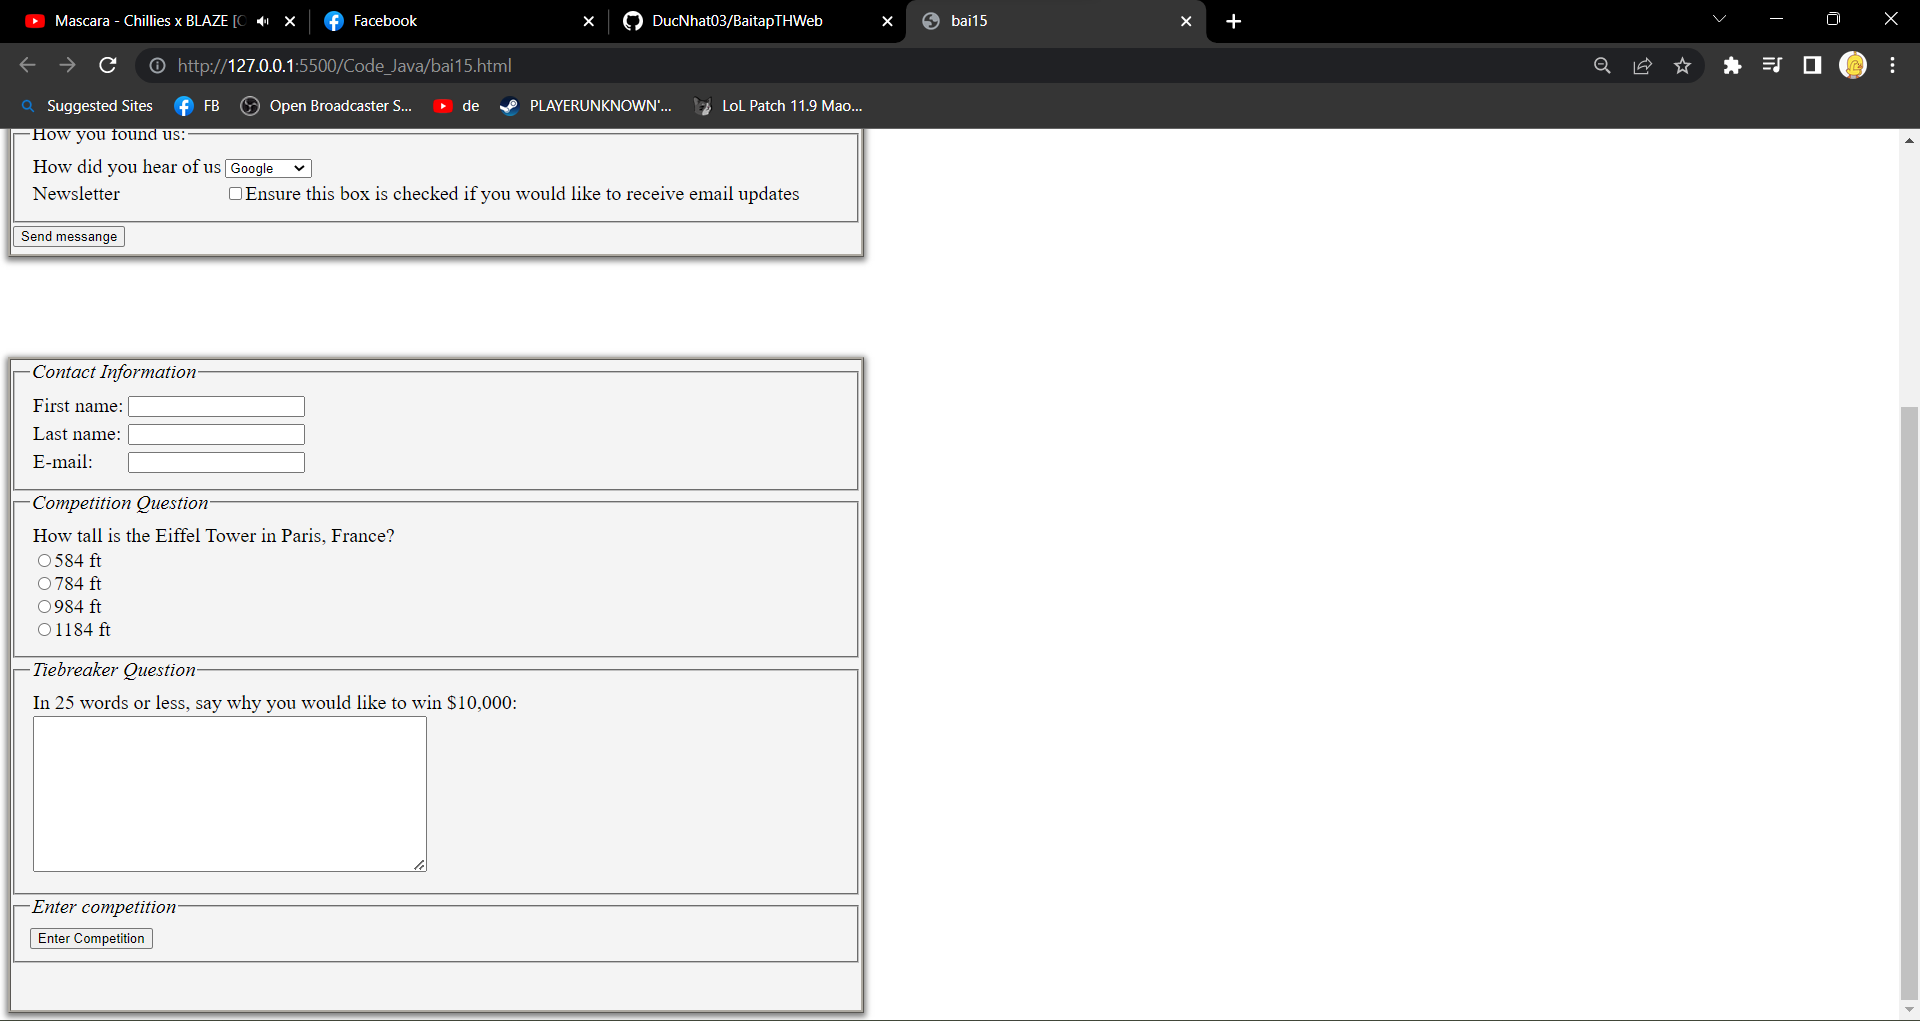 Mascara - Chillies x BLAZE [
Facebook
DucNhat03/BaitapTHWeb
bai15
http://127.0.0.1:5500/Code_Java/bai15.html
Suggested Sites
FB
Open Broadcaster S...
de
PLAYERUNKNOWN'...
LoL Patch 11.9 Mao...
How you found us:
How did you hear of us Google
Newsletter Ensure this box is checked if you would like to receive email updates
Send messange
Contact Information
First name:
Last name:
E-mail:
Competition Question
How tall is the Eiffel Tower in Paris, France?
584 ft
784 ft
984 ft
1184 ft
Tiebreaker Question
In 25 words or less, say why you would like to win $10,000:
Enter competition
Enter Competition